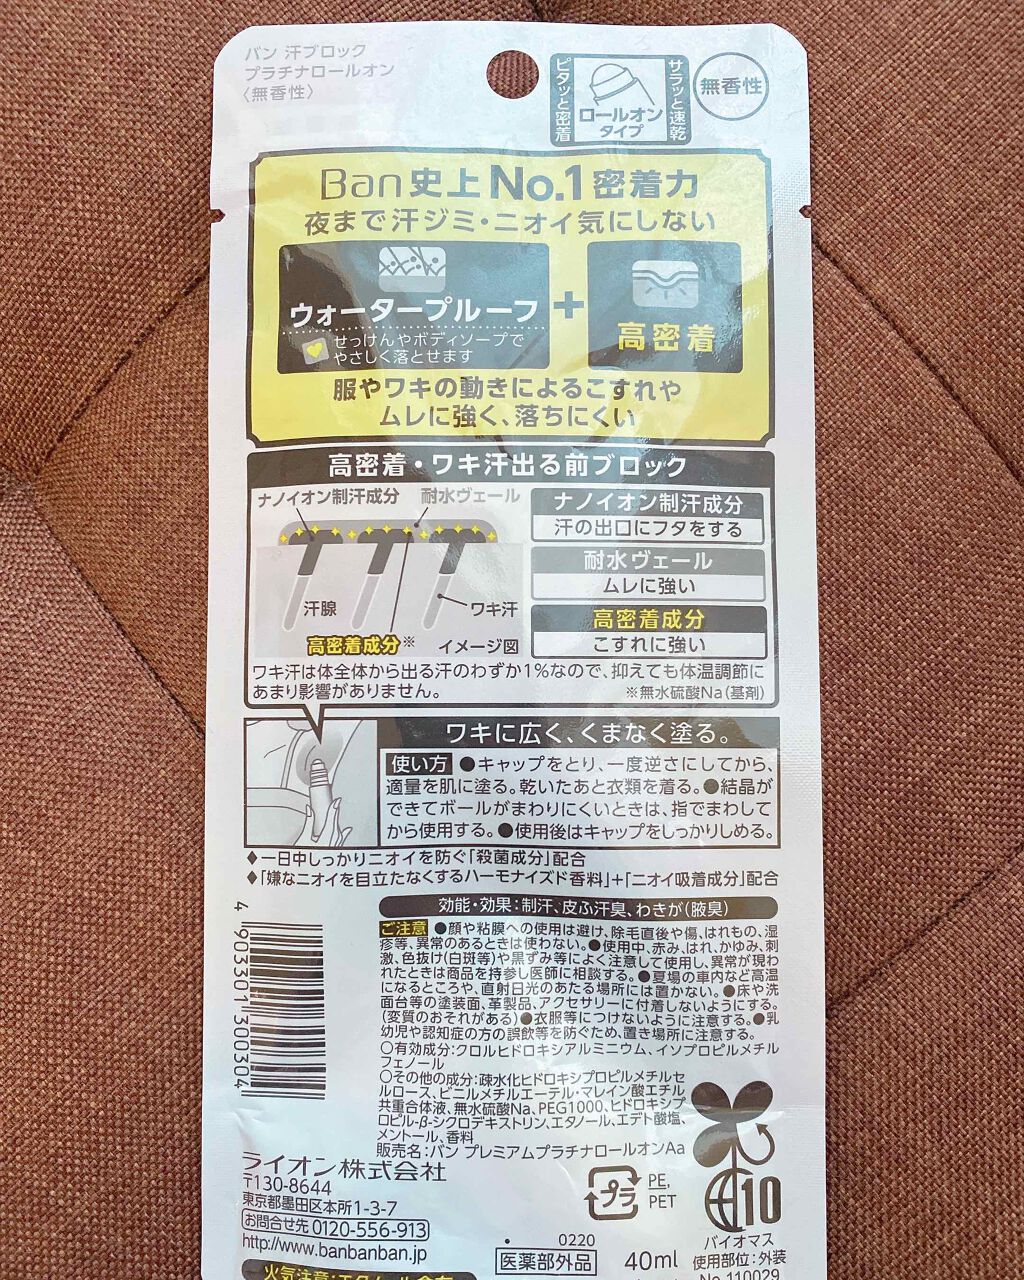 バン 汗ブロック
プラチナロールオン
〈無香性〉
ピタッと密着
ロールオン
タイプ
サラッと速乾
無香性
Ban史上No.1密着力
夜まで汗ジミ・ニオイ気にしない
ウォータープルーフ
せっけんやボディソープで
やさしく落とせます
+
高密着
服やワキの動きによるこすれや
ムレに強く、落ちにくい
高密着・ワキ汗出る前ブロック
ナノイオン制汗成分 耐水ヴェール
汗腺
ワキ汗
高密着成分※ イメージ図
ナノイオン制汗成分
汗の出口にフタをする
耐水ヴェール
ムレに強い
高密着成分
こすれに強い
ワキ汗は体全体から出る汗のわずか1%なので、抑えても体温調節に
あまり影響がありません。 ※無水硫酸Na(基剤)
ワキに広く、くまなく塗る。
使い方 ●キャップをとり、一度逆さにしてから、
適量を肌に塗る。乾いたあと衣類を着る。●結晶が
できてボールがまわりにくいときは、指でまわして
から使用する。●使用後はキャップをしっかりしめる。
♦一日中しっかりニオイを防ぐ「殺菌成分」配合
♦「嫌なニオイを目立たなくするハーモナイズド香料」+「ニオイ吸着成分」配合
効能・効果:制汗、皮ふ汗臭、わきが(腋臭)
ご注意 ●顔や粘膜への使用は避け、除毛直後や傷、はれもの、湿
疹等、異常のあるときは使わない。●使用中、赤み、はれ、かゆみ、刺
激、色抜け(白斑等)や黒ずみ等によく注意して使用し、異常が現わ
れたときは商品を持参し医師に相談する。●夏場の車内など高温
になるところや、直射日光のあたる場所には置かない。●床や洗
面台等の塗装面、革製品、アクセサリーに付着しないようにする。
(変質のおそれがある)●衣服等につけないように注意する。●乳
幼児や認知症の方の誤飲等を防ぐため、置き場所に注意する。
○有効成分:クロルヒドロキシアルミニウム、イソプロピルメチル
フェノール
○その他の成分:疎水化ヒドロキシプロピルメチルセ
ルロース、ビニルメチルエーテル・マレイン酸エチル
共重合体液、無水硫酸Na、PEG1000、ヒドロキシプ
ロピル-β-シクロデキストリン、エタノール、エデト酸塩、
メントール、香料
販売名:バン プレミアムプラチナロールオンAa
4 903301 300304
ライオン株式会社
〒130-8644
東京都墨田区本所1-3-7
お問合せ先 0120-556-913
http://www.banbanban.jp
プラ
PE,
PET
10
バイオマス
使用部位:外装
No.110029
0220
医薬部外品
40ml